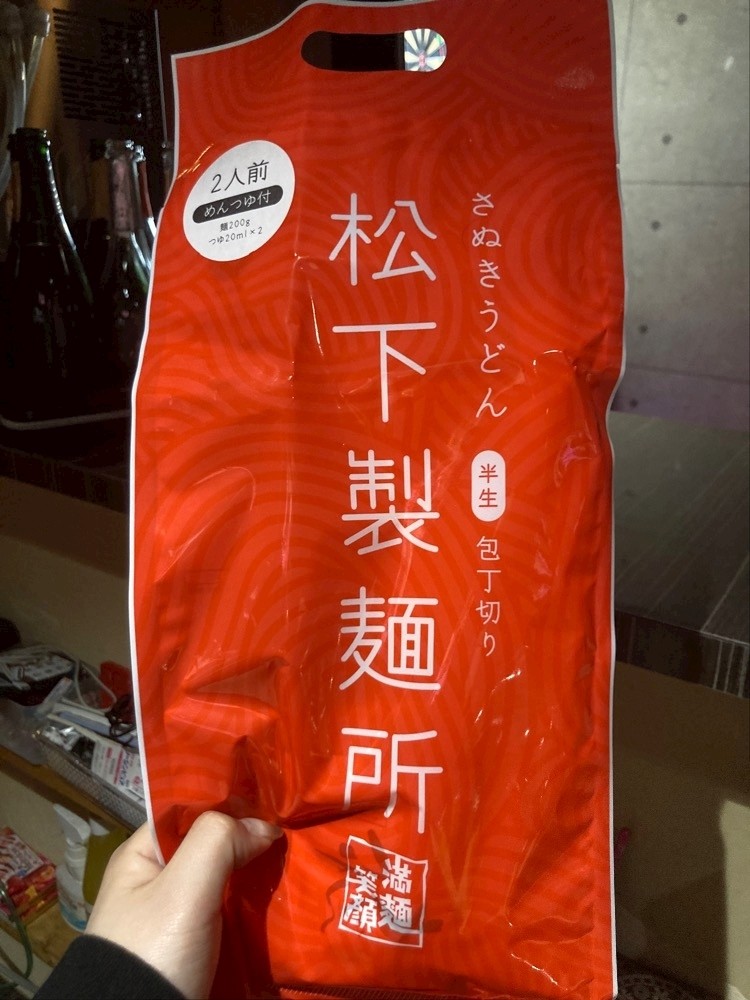 2人前
めんつゆ付
麺200g
つゆ20ml×2
さぬきうどん
半生
包丁切り
松下製麺所
満麺
笑顔